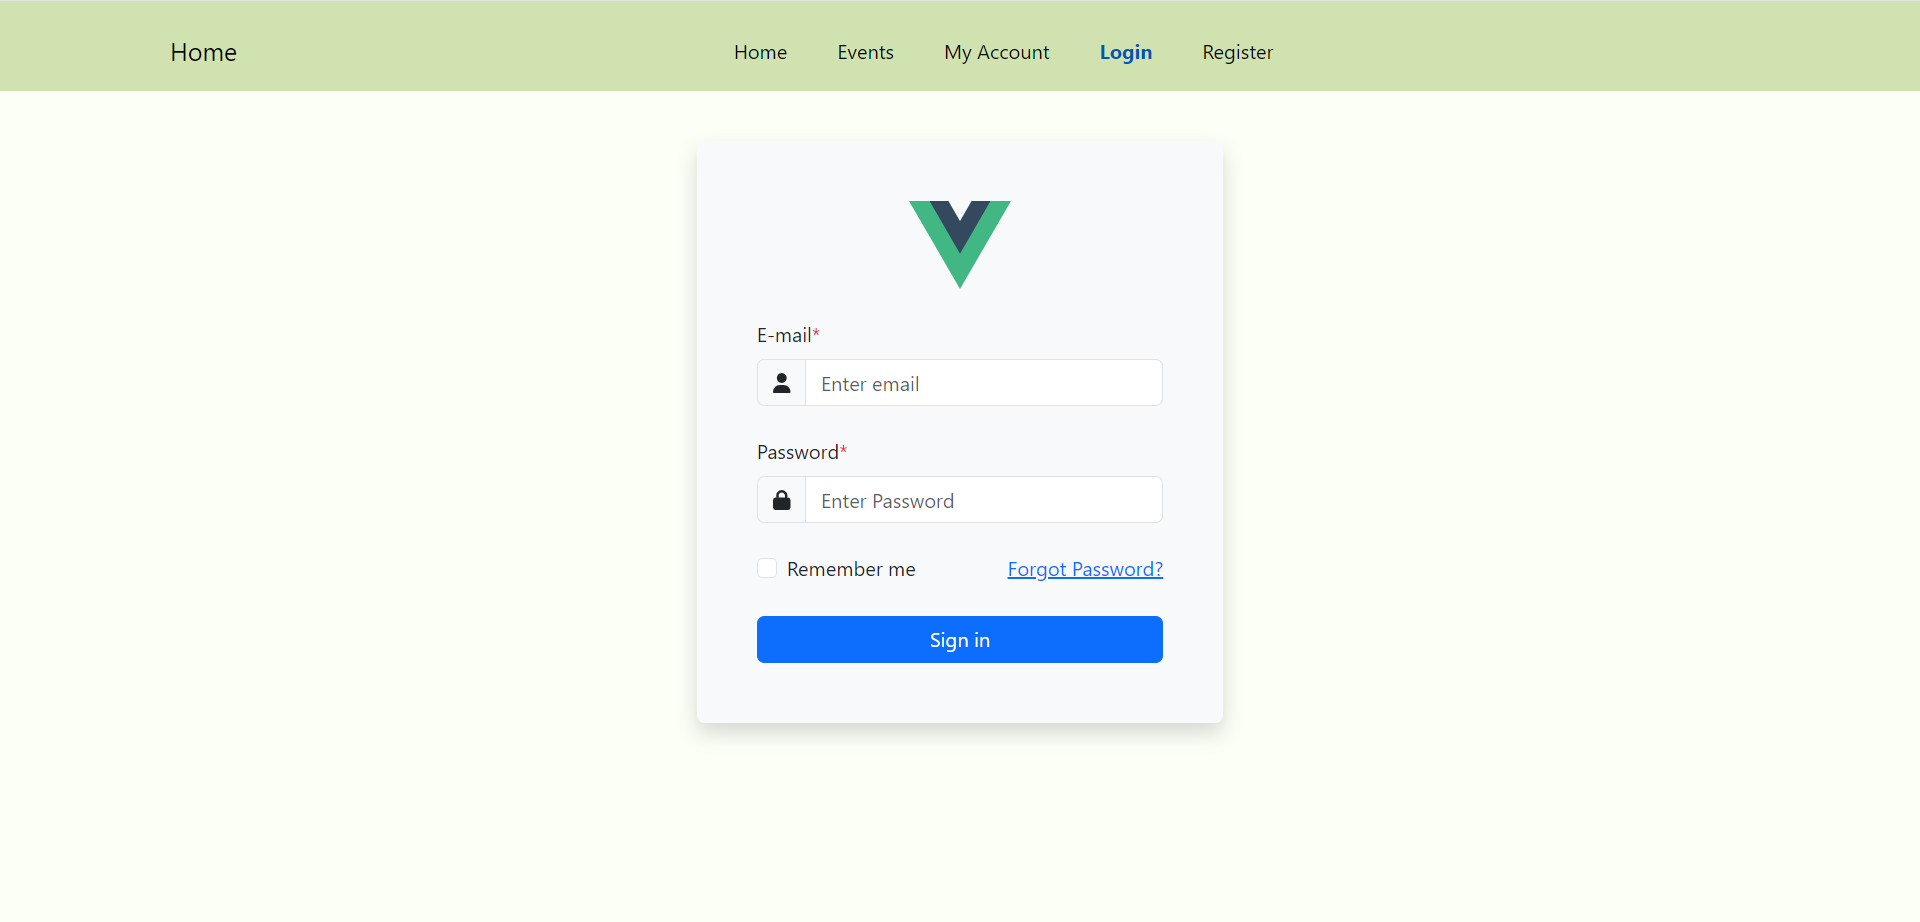 Home Home Events My Account Login Register
E-mail*
Enter email
Password*
Enter Password
Remember me Forgot Password?
Sign in